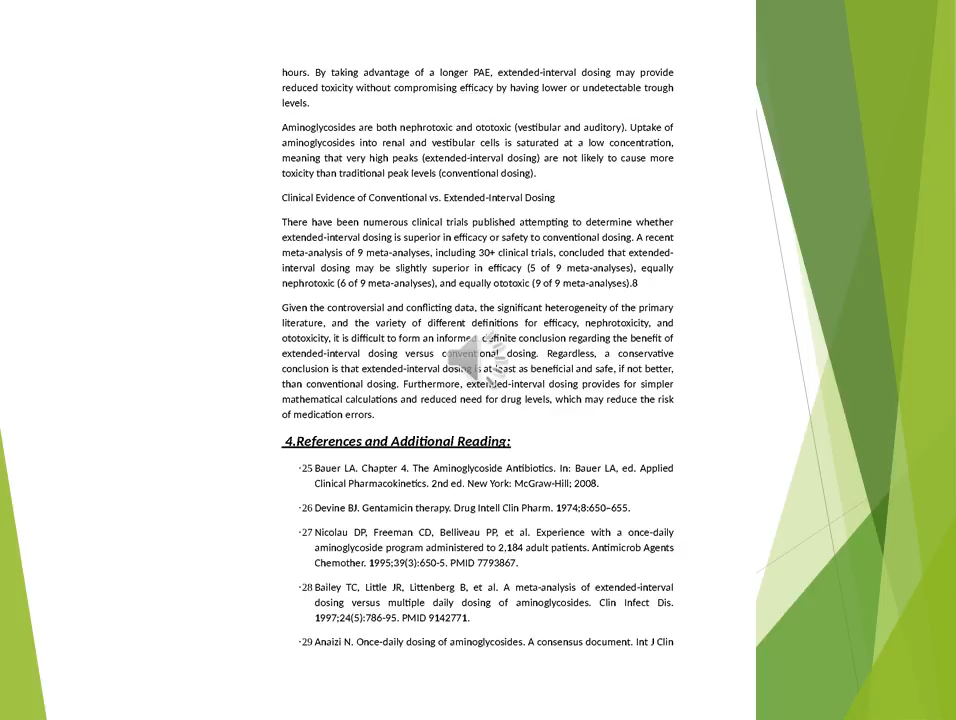 hours. By taking advantage of a longer PAE, extended-interval dosing may provide
reduced toxicity without compromising efficacy by having lower or undetectable trough
levels.
Aminoglycosides are both nephrotoxic and ototoxic (vestibular and auditory). Uptake of
aminoglycosides into renal and vestibular cells is saturated at a low concentration,
meaning that very high peaks (extended-interval dosing) are not likely to cause more
toxicity than traditional peak levels (conventional dosing).
Clinical Evidence of Conventional vs. Extended-Interval Dosing
There have been numerous clinical trials published attempting to determine whether
extended-interval dosing is superior in efficacy or safety to conventional dosing. A recent
meta-analysis of 9 meta-analyses, including 30+ clinical trials, concluded that extended-
interval dosing may be slightly superior in efficacy (5 of 9 meta-analyses), equally
nephrotoxic (6 of 9 meta-analyses), and equally ototoxic (9 of 9 meta-analyses).8
Given the controversial and conflicting data, the significant heterogeneity of the primary
literature, and the variety of different definitions for efficacy, nephrotoxicity, and
ototoxicity, it is difficult to form an informed, definite conclusion regarding the benefit of
extended-interval dosing versus conventional dosing. Regardless, a conservative
conclusion is that extended-interval dosing is at least as beneficial and safe, if not better,
than conventional dosing. Furthermore, extended-interval dosing provides for simpler
mathematical calculations and reduced need for drug levels, which may reduce the risk
of medication errors.
4.References and Additional Reading:
·25 Bauer LA. Chapter 4. The Aminoglycoside Antibiotics. In: Bauer LA, ed. Applied
Clinical Pharmacokinetics. 2nd ed. New York: McGraw-Hill; 2008.
·26 Devine BJ. Gentamicin therapy. Drug Intell Clin Pharm. 1974;8:650–655.
·27 Nicolau DP, Freeman CD, Belliveau PP, et al. Experience with a once-daily
aminoglycoside program administered to 2,184 adult patients. Antimicrob Agents
Chemother. 1995;39(3):650-5. PMID 7793867.
·28 Bailey TC, Little JR, Littenberg B, et al. A meta-analysis of extended-interval
dosing versus multiple daily dosing of aminoglycosides. Clin Infect Dis.
1997;24(5):786-95. PMID 9142771.
·29 Anaizi N. Once-daily dosing of aminoglycosides. A consensus document. Int J Clin